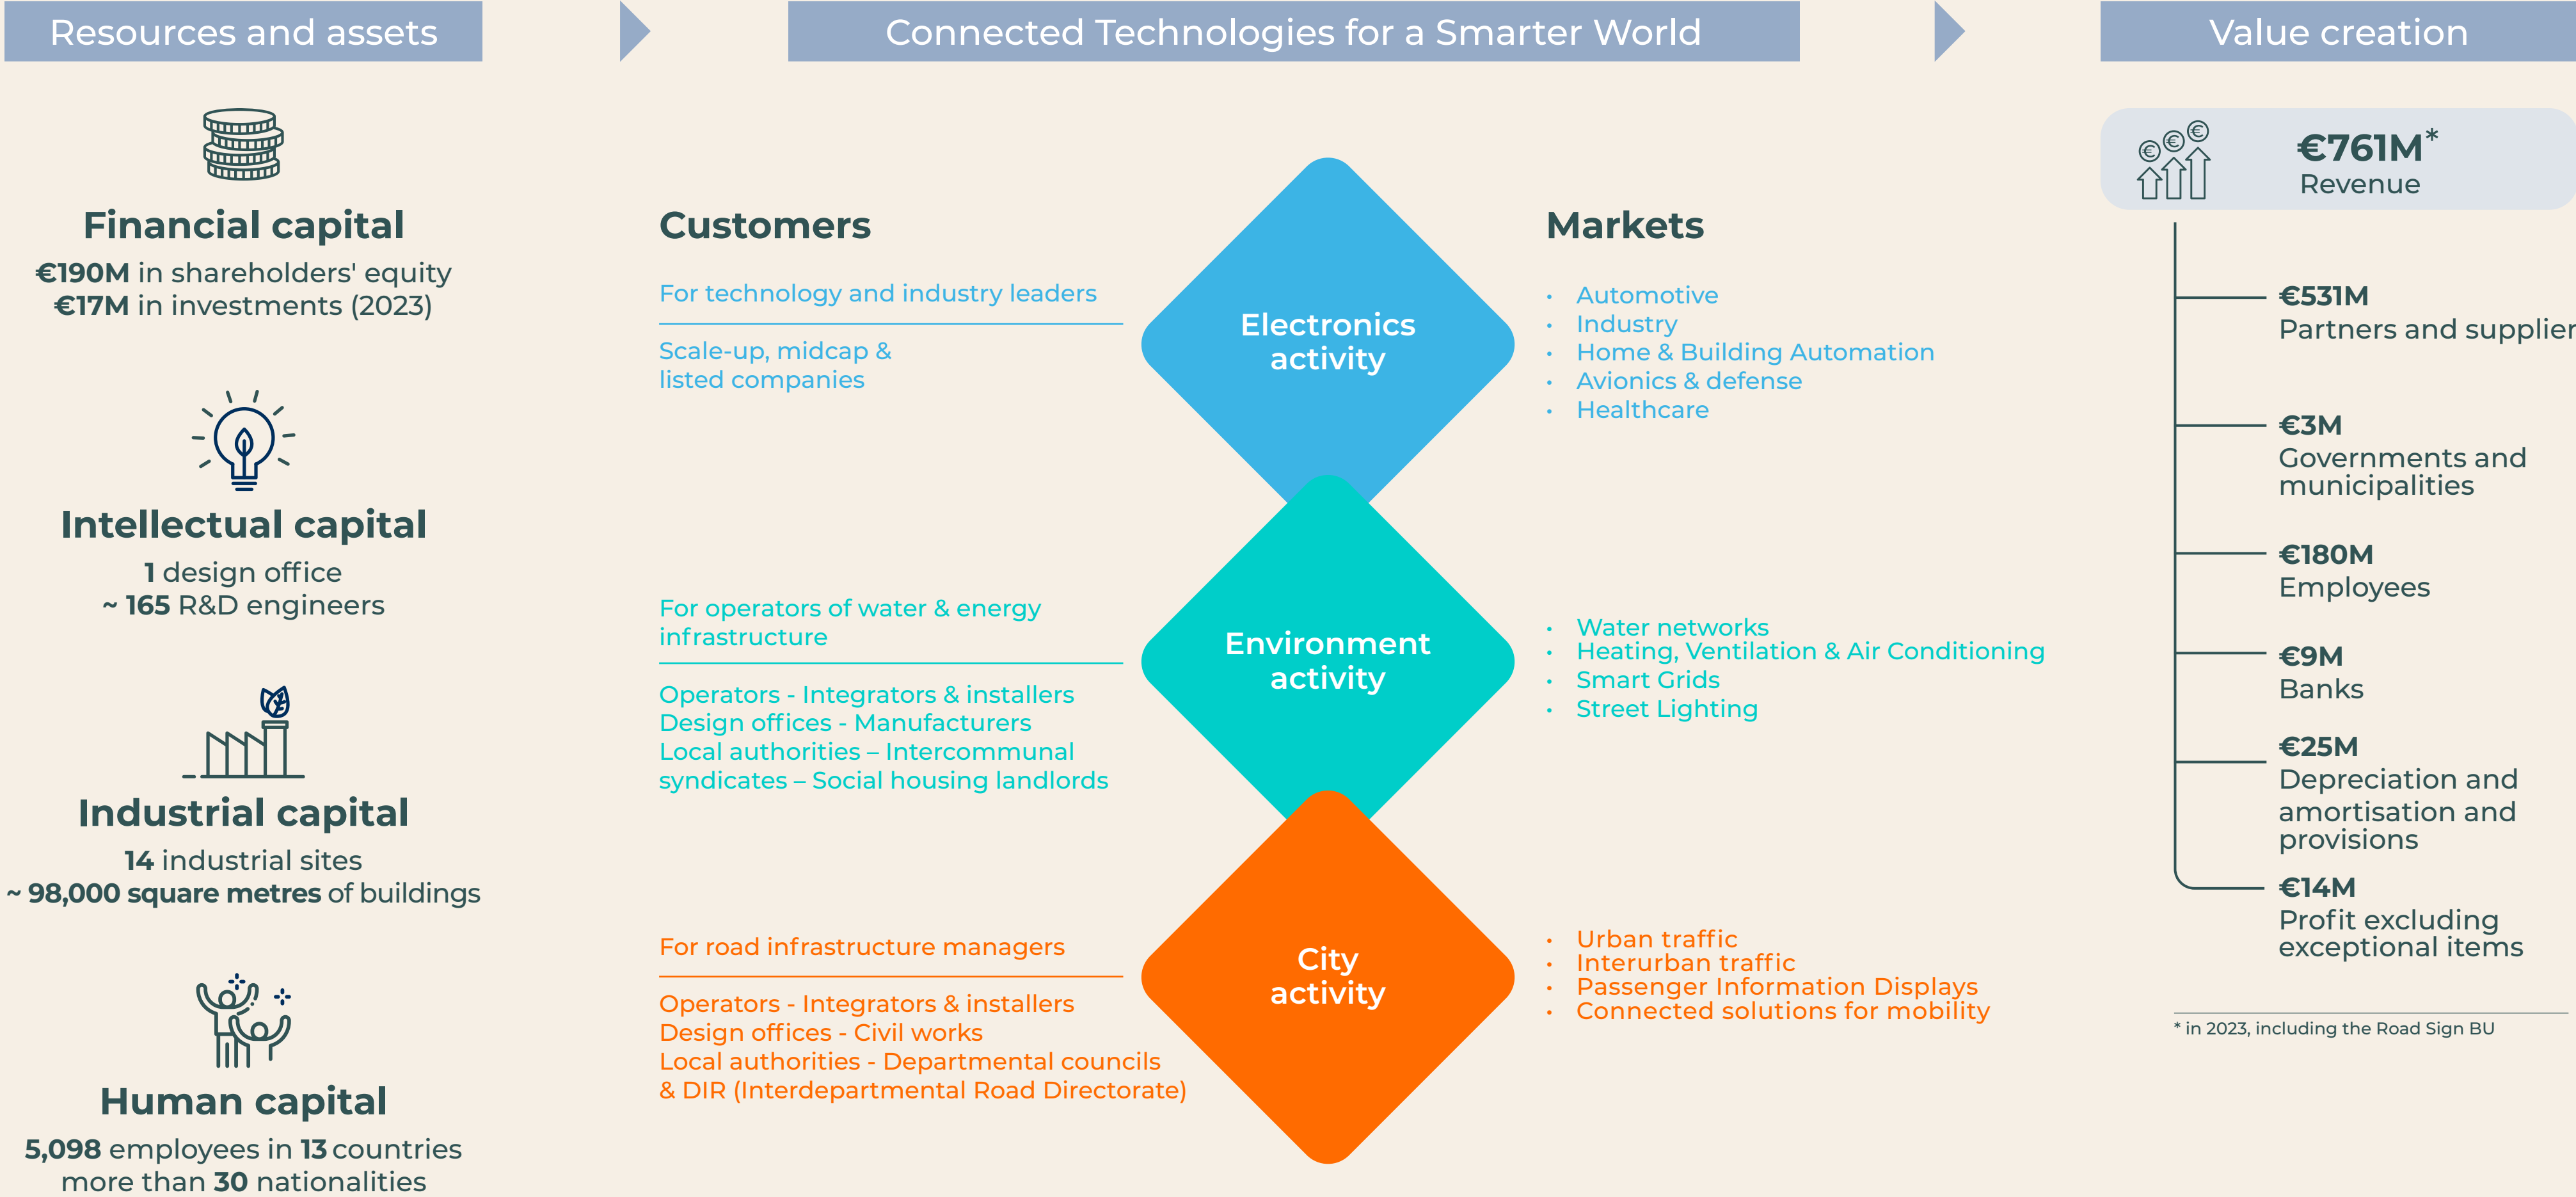 Resources and assets
Connected Technologies for a Smarter World
Value creation
Financial capital
€190M in shareholders' equity
€17M in investments (2023)
Intellectual capital
1 design office
~ 165 R&D engineers
Industrial capital
14 industrial sites
~ 98,000 square metres of buildings
Human capital
5,098 employees in 13 countries
more than 30 nationalities
Customers
For technology and industry leaders
Scale-up, midcap &
listed companies
For operators of water & energy
infrastructure
Operators - Integrators & installers
Design offices - Manufacturers
Local authorities – Intercommunal
syndicates – Social housing landlords
For road infrastructure managers
Operators - Integrators & installers
Design offices - Civil works
Local authorities - Departmental councils
& DIR (Interdepartmental Road Directorate)
Electronics
activity
Environment
activity
City
activity
Markets
• Automotive
• Industry
• Home & Building Automation
• Avionics & defense
• Healthcare
• Water networks
• Heating, Ventilation & Air Conditioning
• Smart Grids
• Street Lighting
• Urban traffic
• Interurban traffic
• Passenger Information Displays
• Connected solutions for mobility
€761M*
Revenue
€531M
Partners and supplier
€3M
Governments and
municipalities
€180M
Employees
€9M
Banks
€25M
Depreciation and
amortisation and
provisions
€14M
Profit excluding
exceptional items
* in 2023, including the Road Sign BU